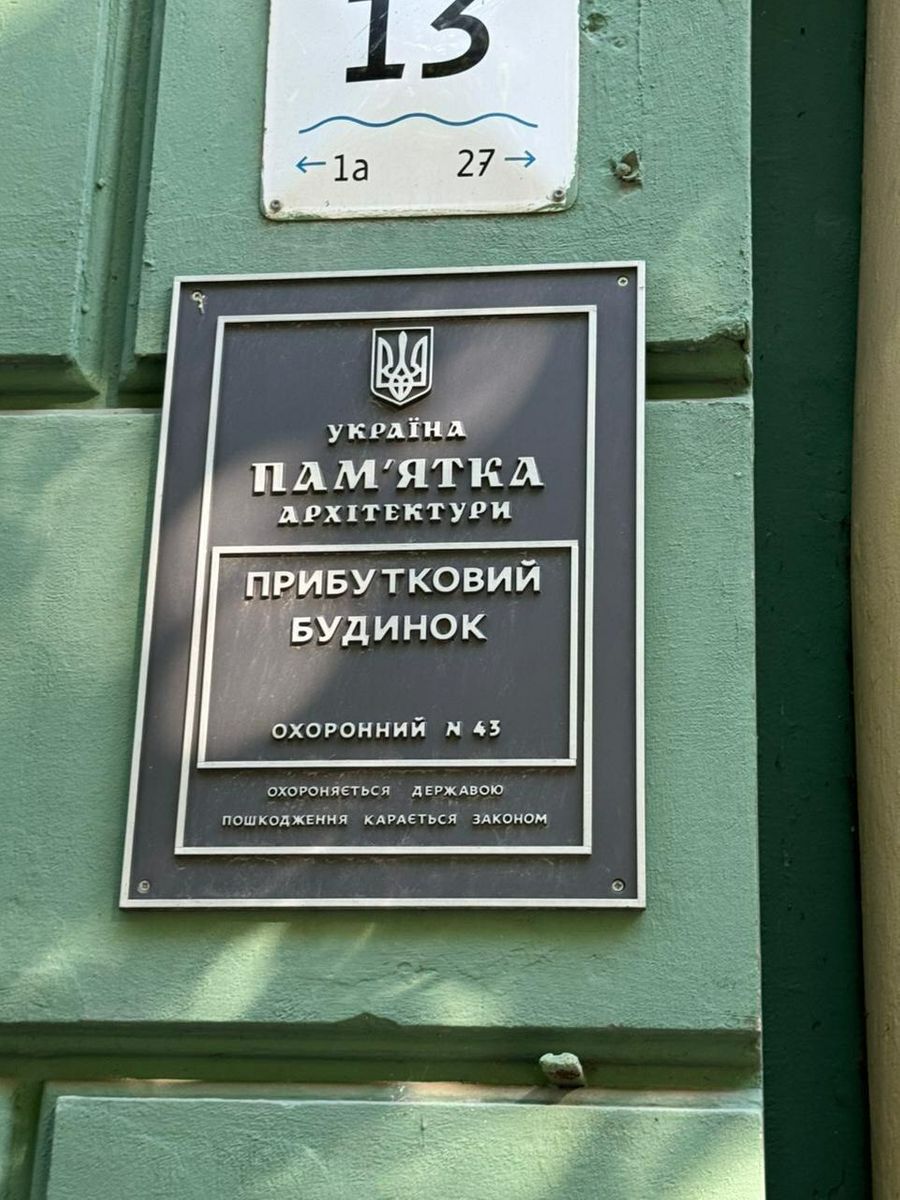 13
← 1а 27 →
УКРАЇНА
ПАМ'ЯТКА
АРХІТЕКТУРИ
ПРИБУТКОВИЙ
БУДИНОК
ОХОРОННИЙ N 43
ОХОРОНЯЄТЬСЯ ДЕРЖАВОЮ
ПОШКОДЖЕННЯ КАРАЄТЬСЯ ЗАКОНОМ